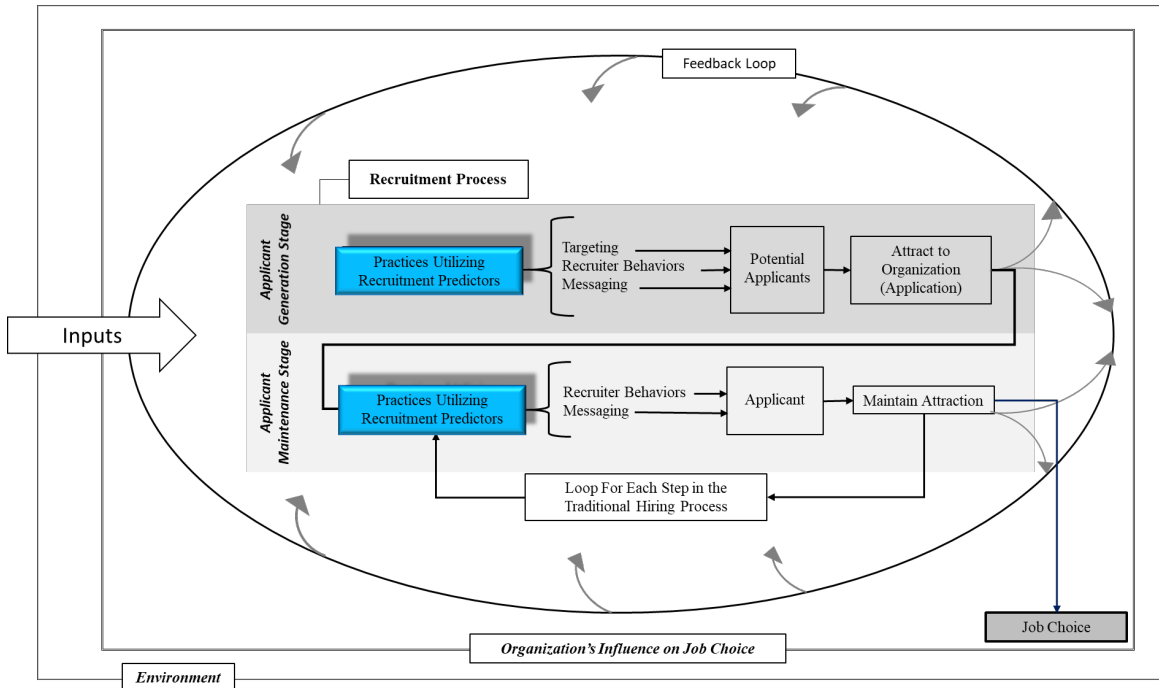 Feedback Loop
Recruitment Process
Applicant
Generation Stage
Practices Utilizing
Recruitment Predictors
Targeting
Recruiter Behaviors
Messaging
Potential
Applicants
Attract to
Organization
(Application)
Inputs
Applicant
Maintenance Stage
Practices Utilizing
Recruitment Predictors
Recruiter Behaviors
Messaging
Applicant
Maintain Attraction
Loop For Each Step in the
Traditional Hiring Process
Job Choice
Organization's Influence on Job Choice
Environment